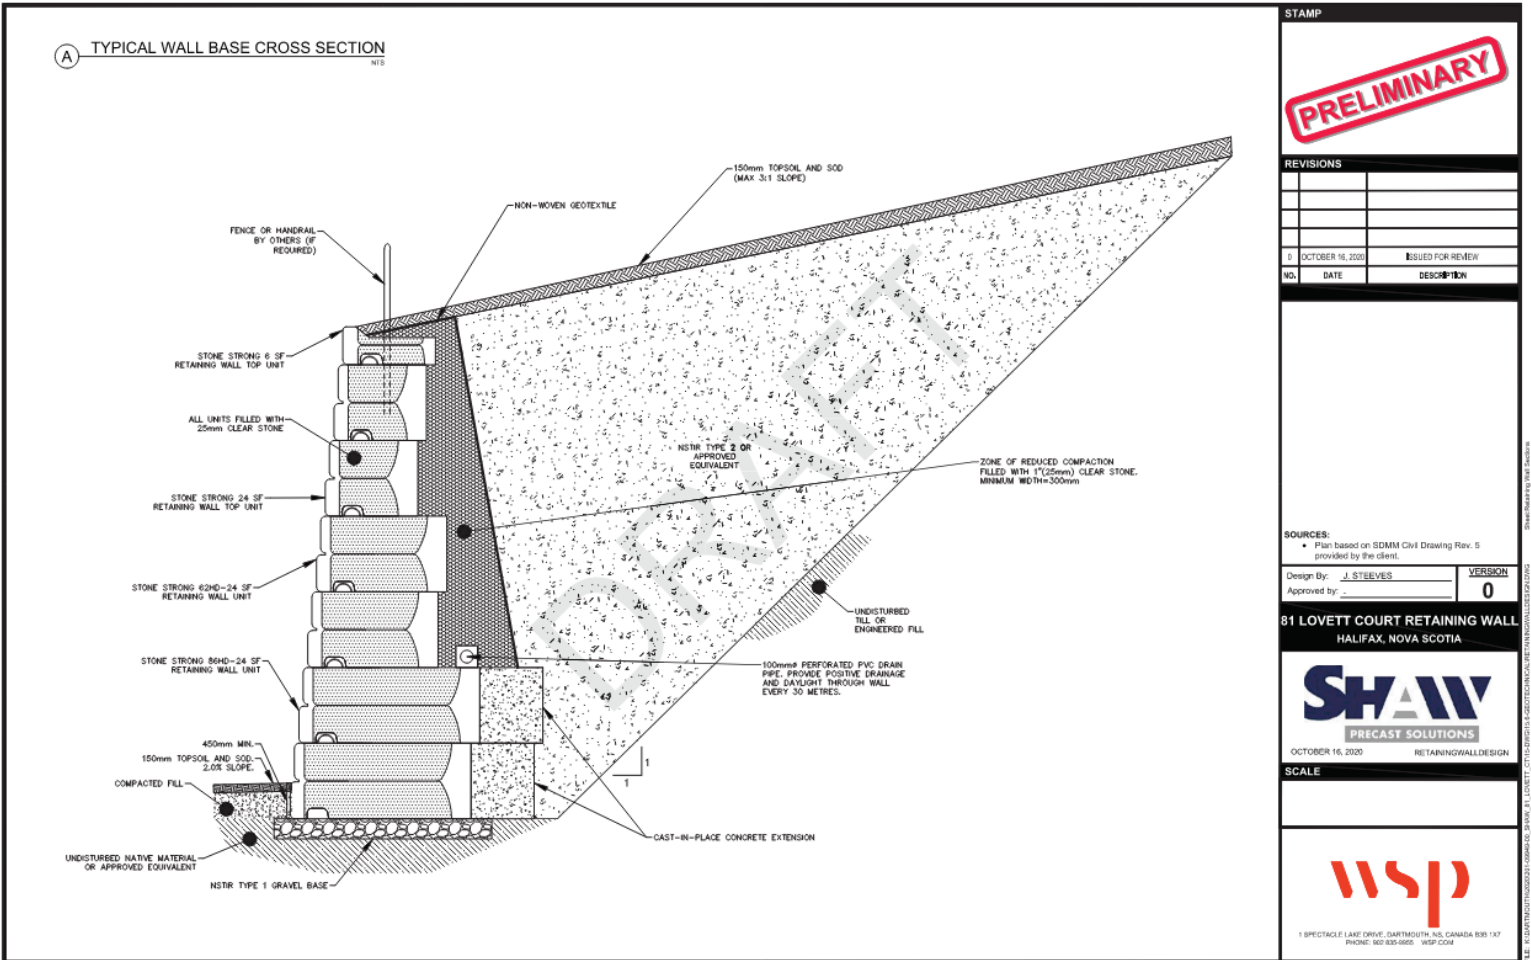 A
TYPICAL WALL BASE CROSS SECTION
NTS
150mm TOPSOIL AND SOD
(MAX 3:1 SLOPE)
NON-WOVEN GEOTEXTILE
FENCE OR HANDRAIL
BY OTHERS (IF
REQUIRED)
STONE STRONG 6 SF
RETAINING WALL TOP UNIT
ALL UNITS FILLED WITH
25mm CLEAR STONE
NSTIR TYPE 2 OR
APPROVED
EQUIVALENT
ZONE OF REDUCED COMPACTION
FILLED WITH 1"(25mm) CLEAR STONE.
MINIMUM WIDTH=300mm
STONE STRONG 24 SF
RETAINING WALL TOP UNIT
STONE STRONG 62HD-24 SF
RETAINING WALL UNIT
UNDISTURBED
TILL OR
ENGINEERED FILL
STONE STRONG 86HD-24 SF
RETAINING WALL UNIT
100mmø PERFORATED PVC DRAIN
PIPE. PROVIDE POSITIVE DRAINAGE
AND DAYLIGHT THROUGH WALL
EVERY 30 METRES.
450mm MIN.
150mm TOPSOIL AND SOD.
2.0% SLOPE.
COMPACTED FILL
1
1
CAST-IN-PLACE CONCRETE EXTENSION
UNDISTURBED NATIVE MATERIAL
OR APPROVED EQUIVALENT
NSTIR TYPE 1 GRAVEL BASE
DRAFT
STAMP
PRELIMINARY
REVISIONS
0 OCTOBER 16, 2020 ISSUED FOR REVIEW
NO. DATE DESCRIPTION
SOURCES:
• Plan based on SDMM Civil Drawing Rev. 5
provided by the client.
Design By: J. STEEVES
Approved by: -
VERSION
0
81 LOVETT COURT RETAINING WALL
HALIFAX, NOVA SCOTIA
SHAW
PRECAST SOLUTIONS
OCTOBER 16, 2020 RETAININGWALLDESIGN
SCALE
wsp
1 SPECTACLE LAKE DRIVE, DARTMOUTH, NS, CANADA B3B 1X7
PHONE: 902 835-9955 WSP.COM